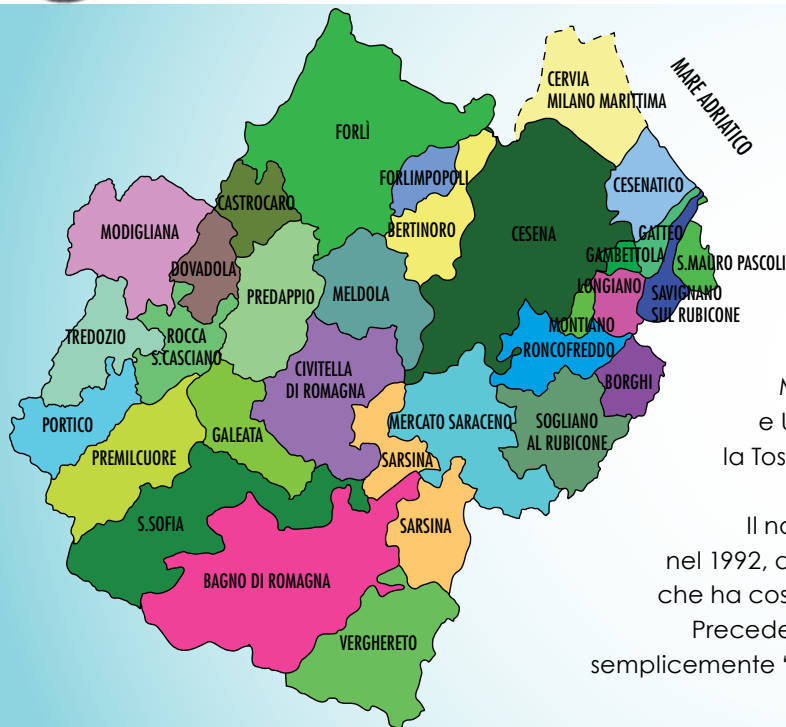 CERVIA
MILANO MARITTIMA
MARE ADRIATICO
FORLÌ
FORLIMPOPOLI
CESENATICO
CASTROCARO
MODIGLIANA
BERTINORO
CESENA
GATTEO
GAMBETTOLA
S.MAURO PASCOLI
DOVADOLA
PREDAPPIO
MELDOLA
LONGIANO
SAVIGNANO
SUL RUBICONE
MONTIANO
TREDOZIO
ROCCA
S.CASCIANO
RONCOFREDDO
CIVITELLA
DI ROMAGNA
BORGHI
PORTICO
GALEATA
MERCATO SARACENO
SOGLIANO
AL RUBICONE
PREMILCUORE
SARSINA
S.SOFIA
SARSINA
BAGNO DI ROMAGNA
VERGHERETO
e
la Tos
Il
nel 1992,
che ha
Precede
semplicemente "